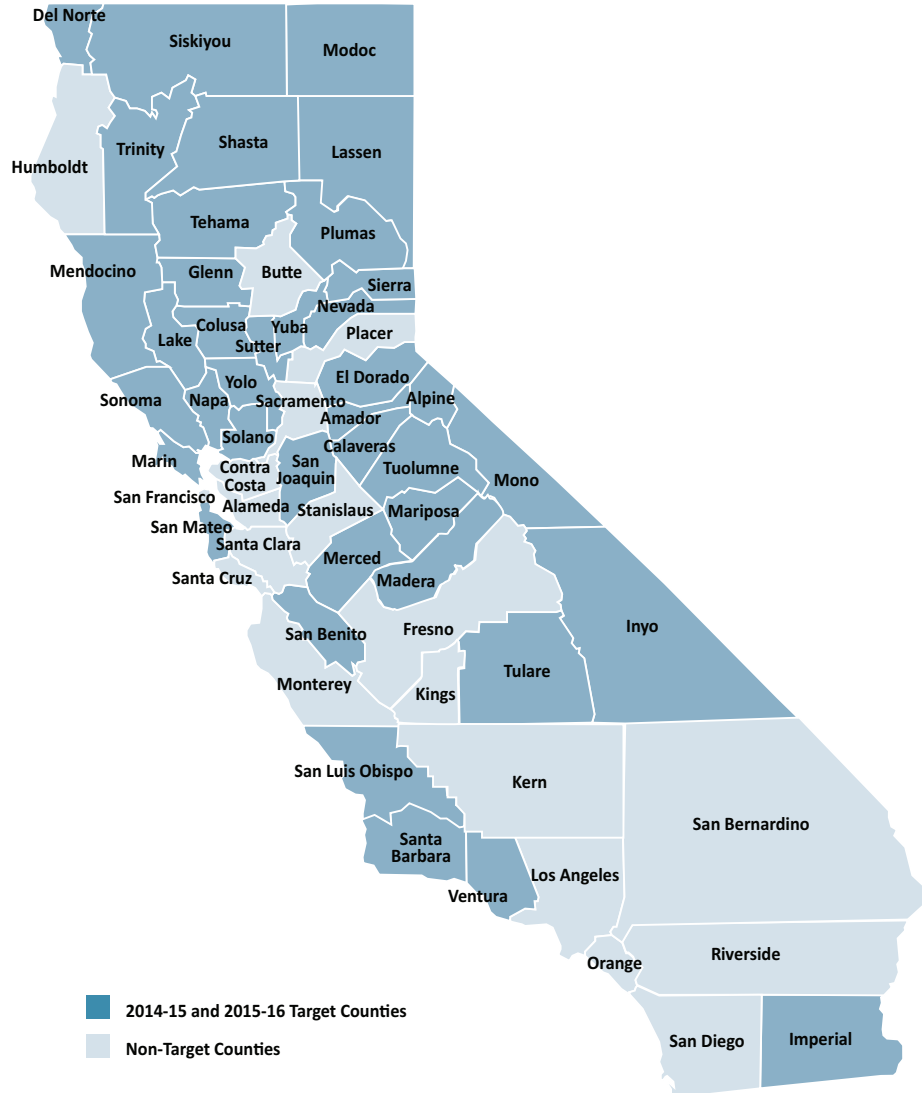 Del Norte
Siskiyou
Modoc
Humboldt
Trinity
Shasta
Lassen
Tehama
Plumas
Mendocino
Glenn
Butte
Sierra
Nevada
Colusa
Yuba
Lake
Sutter
Placer
El Dorado
Yolo
Sonoma
Napa
Sacramento
Alpine
Amador
Solano
Calaveras
Marin
Contra
Costa
San
Joaquin
Tuolumne
Mono
San Francisco
Alameda
Stanislaus
Mariposa
San Mateo
Santa Clara
Merced
Santa Cruz
Madera
San Benito
Fresno
Inyo
Monterey
Kings
Tulare
San Luis Obispo
Kern
San Bernardino
Santa
Barbara
Los Angeles
Ventura
Orange
Riverside
2014-15 and 2015-16 Target Counties
Non-Target Counties
San Diego
Imperial